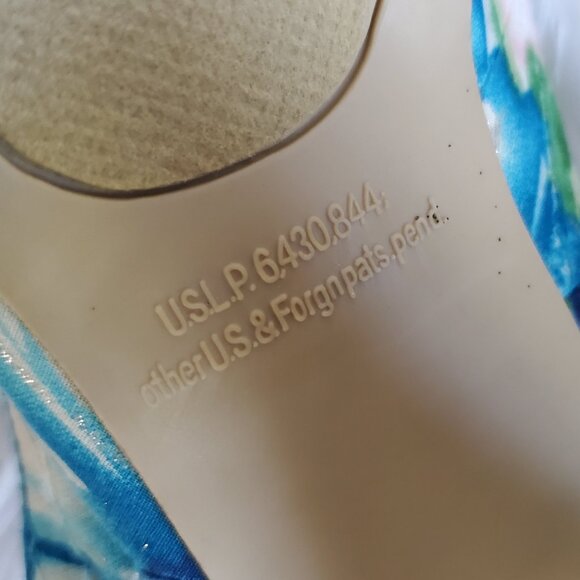 U.S.L.P. 6,430,844,
other U.S. & Forgn pats. pend.